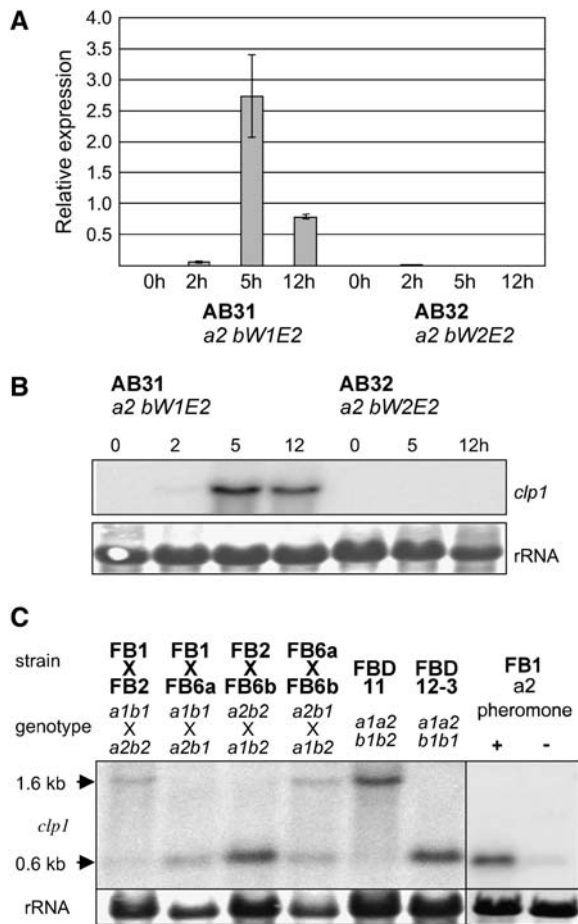 A
Relative expression
4.0
3.5
3.0
2.5
2.0
1.5
1.0
0.5
0h 2h 5h 12h 0h 2h 5h 12h
AB31 AB32
a2 bW1E2 a2 bW2E2
B
AB31 AB32
a2 bW1E2 a2 bW2E2
0 2 5 12 0 5 12h
clp1
rRNA
C
strain
FB1 X FB2
FB1 X FB6a
FB2 X FB6b
FB6a X FB6b
FBD 11
FBD 12-3
FB1 a2 pheromone
genotype
a1b1 X a2b2
a1b1 X a2b1
a2b2 X a1b2
a2b1 X a1b2
a1a2 b1b2
a1a2 b1b1
+ -
1.6 kb
clp1
0.6 kb
rRNA